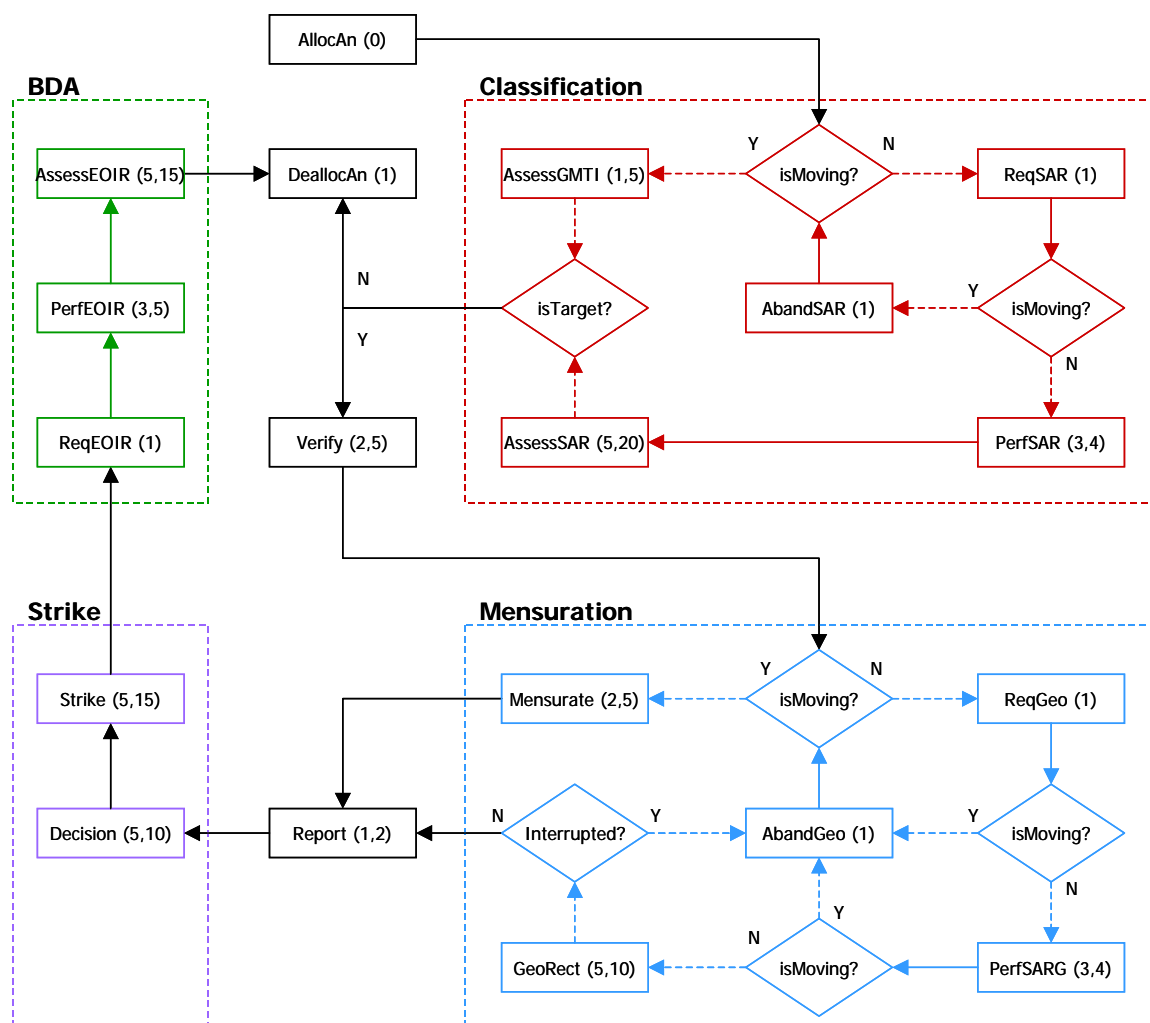 AllocAn (0)
BDA
Classification
Y
N
AssessEOIR (5,15)
DeallocAn (1)
AssessGMTI (1,5)
isMoving?
ReqSAR (1)
N
Y
PerfEOIR (3,5)
isTarget?
AbandSAR (1)
isMoving?
Y
N
ReqEOIR (1)
Verify (2,5)
AssessSAR (5,20)
PerfSAR (3,4)
Strike
Mensuration
Y
N
Strike (5,15)
Mensurate (2,5)
isMoving?
ReqGeo (1)
N
Y
Y
Decision (5,10)
Report (1,2)
Interrupted?
AbandGeo (1)
isMoving?
N
Y
N
GeoRect (5,10)
isMoving?
PerfSARG (3,4)